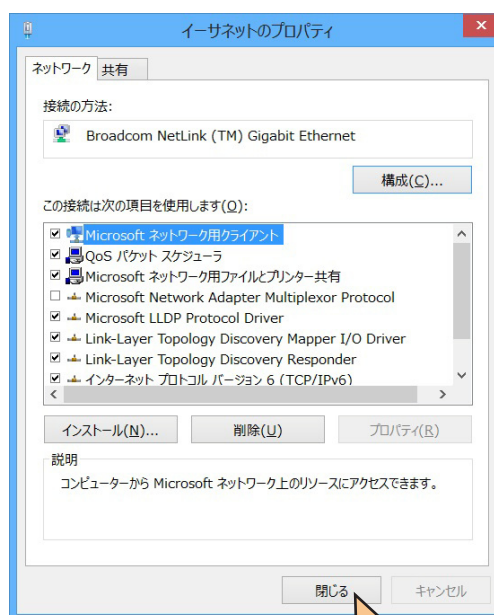 イーサネットのプロパティ
ネットワーク 共有
接続の方法:
Broadcom NetLink (TM) Gigabit Ethernet
構成(C)...
この接続は次の項目を使用します(O):
Microsoft ネットワーク用クライアント
QoS パケット スケジューラ
Microsoft ネットワーク用ファイルとプリンター共有
Microsoft Network Adapter Multiplexor Protocol
Microsoft LLDP Protocol Driver
Link-Layer Topology Discovery Mapper I/O Driver
Link-Layer Topology Discovery Responder
インターネット プロトコル バージョン 6 (TCP/IPv6)
インストール(N)... 削除(U) プロパティ(R)
説明
コンピューターから Microsoft ネットワーク上のリソースにアクセスできます。
閉じる キャンセル